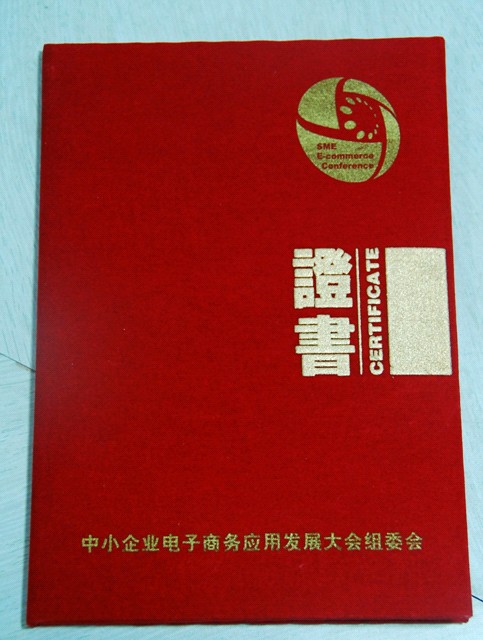 SME
E-commerce
Conference
證書
CERTIFICATE
中小企业电子商务应用发展大会组委会